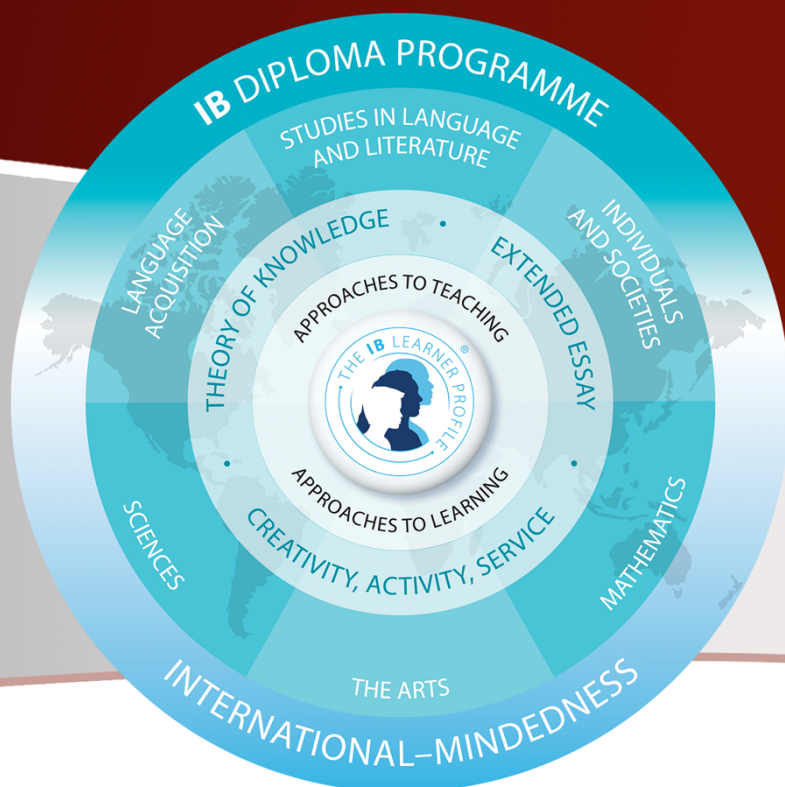 IB DIPLOMA PROGRAMME
STUDIES IN LANGUAGE
AND LITERATURE
LANGUAGE
ACQUISITION
INDIVIDUALS
AND SOCIETIES
THEORY OF KNOWLEDGE
·
EXTENDED ESSAY
APPROACHES TO TEACHING
THE IB LEARNER PROFILE
®
APPROACHES TO LEARNING
·
CREATIVITY, ACTIVITY, SERVICE
·
SCIENCES
MATHEMATICS
THE ARTS
INTERNATIONAL–MINDEDNESS